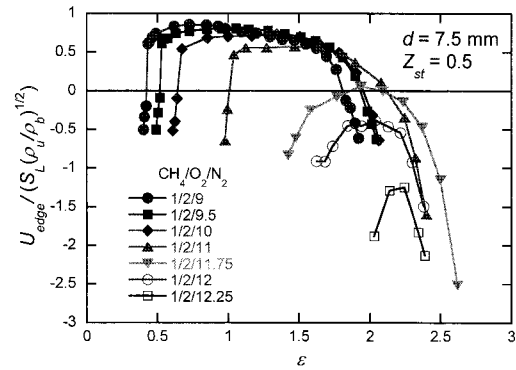 1
0.5
0
-0.5
-1
-1.5
-2
-2.5
-3
U_edge / (S_L(ρ_u/ρ_b)^1/2)
d = 7.5 mm
Z_st = 0.5
CH4/O2/N2
1/2/9
1/2/9.5
1/2/10
1/2/11
1/2/11.75
1/2/12
1/2/12.25
0 0.5 1 1.5 2 2.5 3
ε